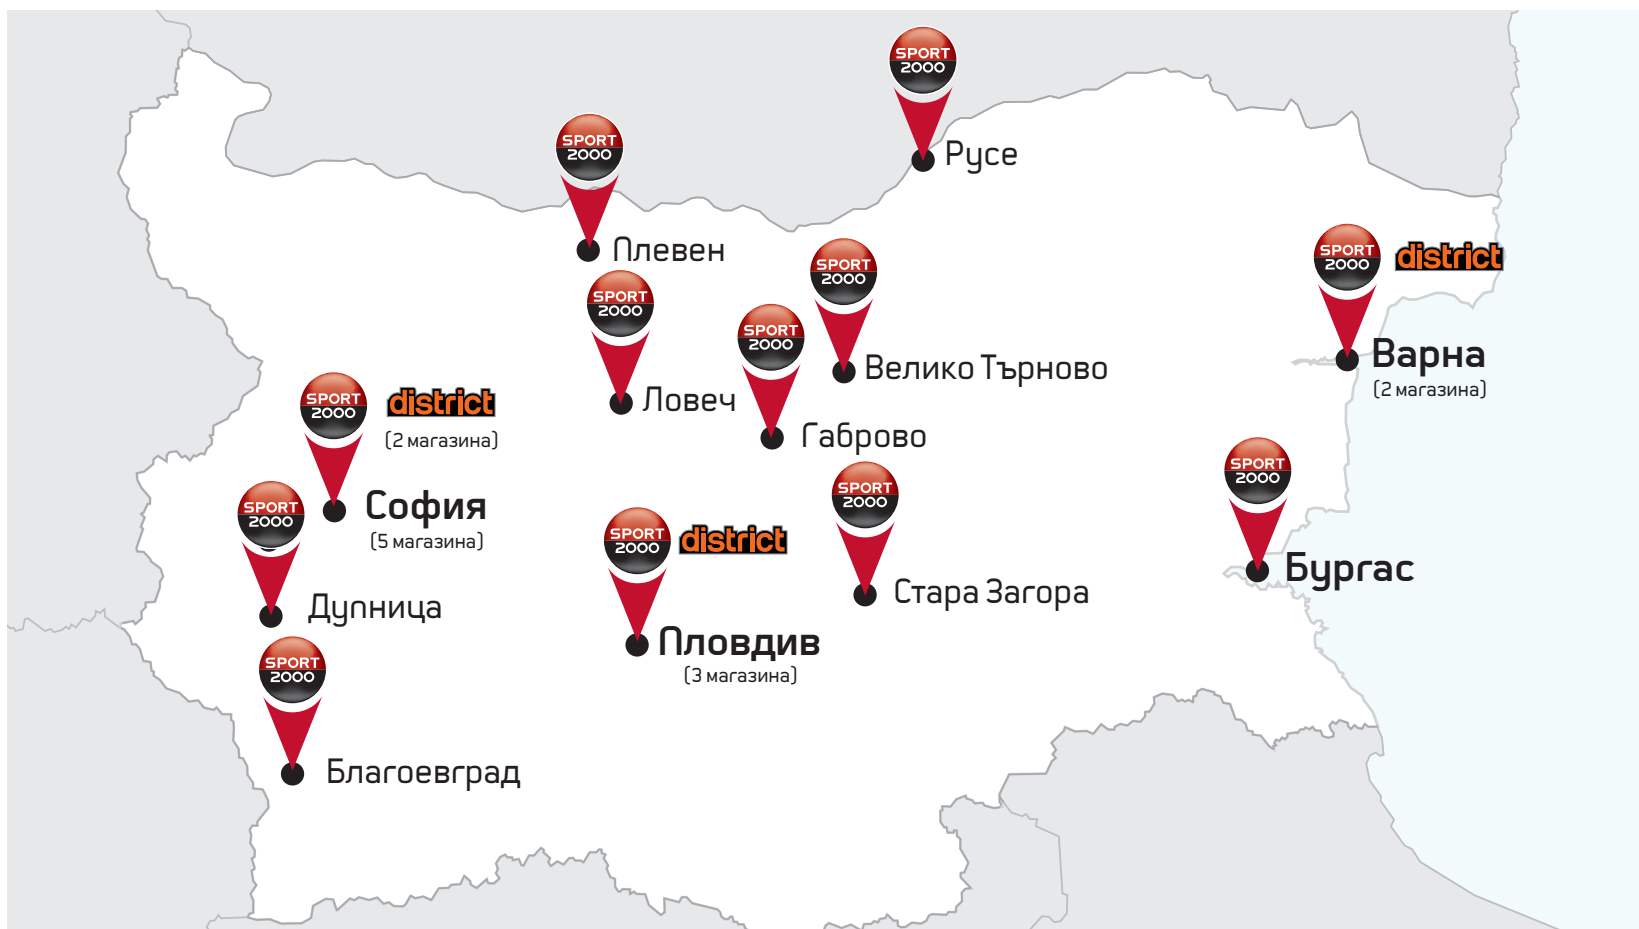 SPORT
2000
Русе
SPORT
2000
Плевен
SPORT
2000
district
Варна
(2 магазина)
SPORT
2000
Велико Търново
SPORT
2000
Ловеч
SPORT
2000
Габрово
SPORT
2000
district
(2 магазина)
София
(5 магазина)
SPORT
2000
Бургас
SPORT
2000
Стара Загора
SPORT
2000
Дупница
SPORT
2000
district
Пловдив
(3 магазина)
SPORT
2000
Благоевград